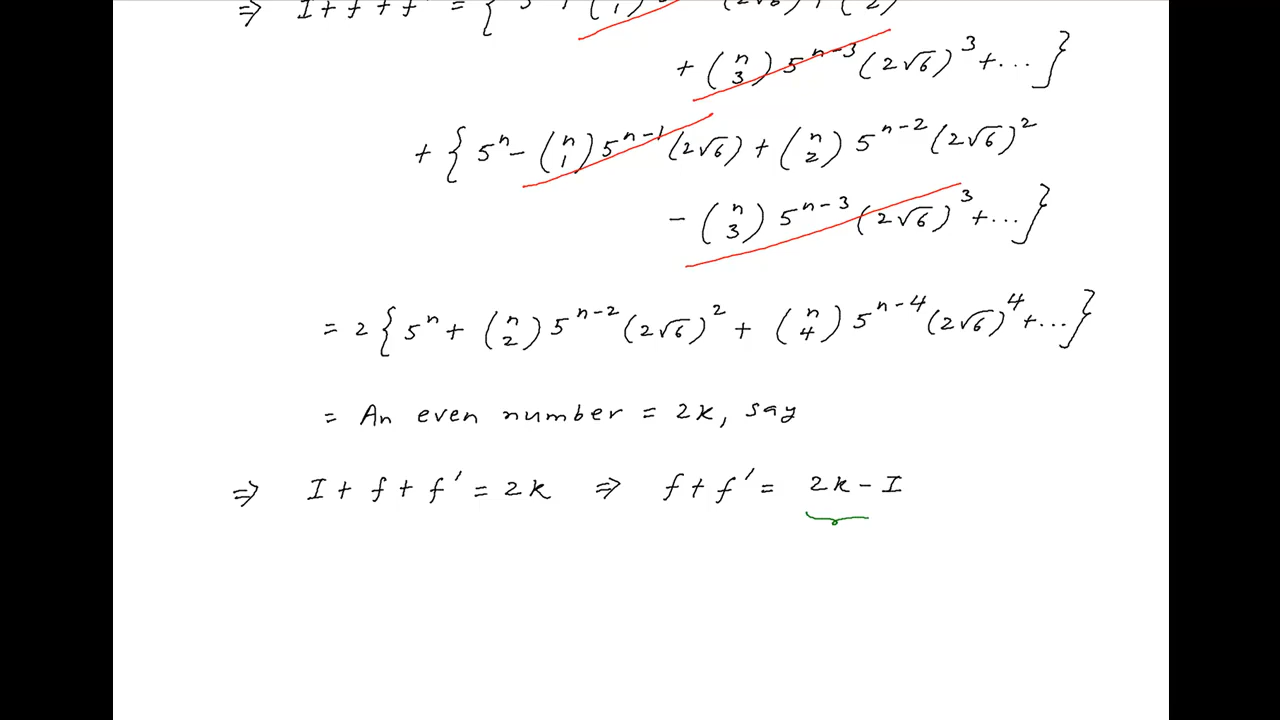 ⇒ I + f + f' = {
+ (n 3) 5^{n-3} (2√6)^3 + ... }
+ { 5^n - (n 1) 5^{n-1} (2√6) + (n 2) 5^{n-2} (2√6)^2
- (n 3) 5^{n-3} (2√6)^3 + ... }
= 2 { 5^n + (n 2) 5^{n-2} (2√6)^2 + (n 4) 5^{n-4} (2√6)^4 + ... }
= An even number = 2k, say
⇒ I + f + f' = 2k ⇒ f + f' = 2k - I